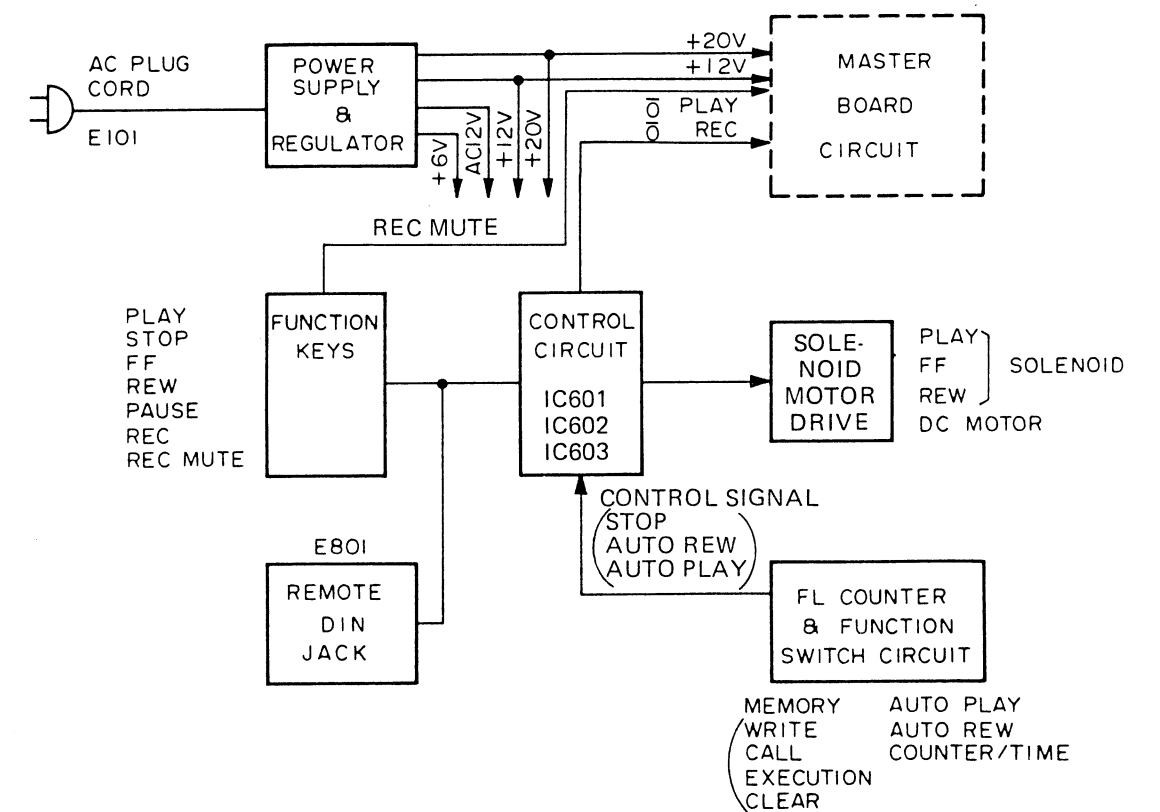 AC PLUG
CORD
E101
POWER
SUPPLY
&
REGULATOR
+6V
AC12V
+12V
+20V
+20V
+12V
PLAY
REC
MASTER
BOARD
CIRCUIT
REC MUTE
PLAY
STOP
FF
REW
PAUSE
REC
REC MUTE
FUNCTION
KEYS
CONTROL
CIRCUIT
IC601
IC602
IC603
SOLE-
NOID
MOTOR
DRIVE
PLAY
FF
REW
SOLENOID
DC MOTOR
CONTROL SIGNAL
(STOP
AUTO REW
AUTO PLAY)
E801
REMOTE
DIN
JACK
FL COUNTER
& FUNCTION
SWITCH CIRCUIT
MEMORY AUTO PLAY
(WRITE AUTO REW
CALL COUNTER/TIME
EXECUTION
CLEAR